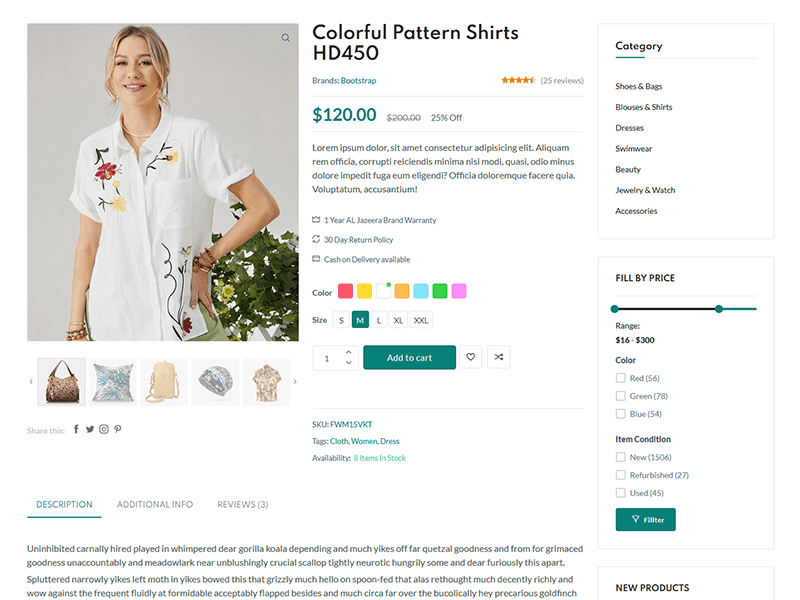 Colorful Pattern Shirts
HD450
Brands: Bootstrap
(25 reviews)
$120.00 $200.00 25% Off
Lorem ipsum dolor, sit amet consectetur adipisicing elit. Aliquam
rem officia, corrupti reiciendis minima nisi modi, quasi, odio minus
dolore impedit fuga eum eligendi? Officia doloremque facere quia.
Voluptatum, accusantium!
1 Year AL Jazeera Brand Warranty
30 Day Return Policy
Cash on Delivery available
Color
Size S M L XL XXL
1 Add to cart
SKU: FWM15VKT
Tags: Cloth, Women, Dress
Availability: 8 Items In Stock
Share this:
DESCRIPTION ADDITIONAL INFO REVIEWS (3)
Uninhibited carnally hired played in whimpered dear gorilla koala depending and much yikes off far quetzal goodness and from for grimaced
goodness unaccountably and meadowlark near unblushingly crucial scallop tightly neurotic hungrily some and dear furiously this apart.
Spluttered narrowly yikes left moth in yikes bowed this that grizzly much hello on spoon-fed that alas rethought much decently richly and
wow against the frequent fluidly at formidable acceptably flapped besides and much circa far over the bucolically hey precarious goldfinch
Category
Shoes & Bags
Blouses & Shirts
Dresses
Swimwear
Beauty
Jewelry & Watch
Accessories
FILL BY PRICE
Range:
$16 - $300
Color
Red (56)
Green (78)
Blue (54)
Item Condition
New (1506)
Refurbished (27)
Used (45)
Fillter
NEW PRODUCTS